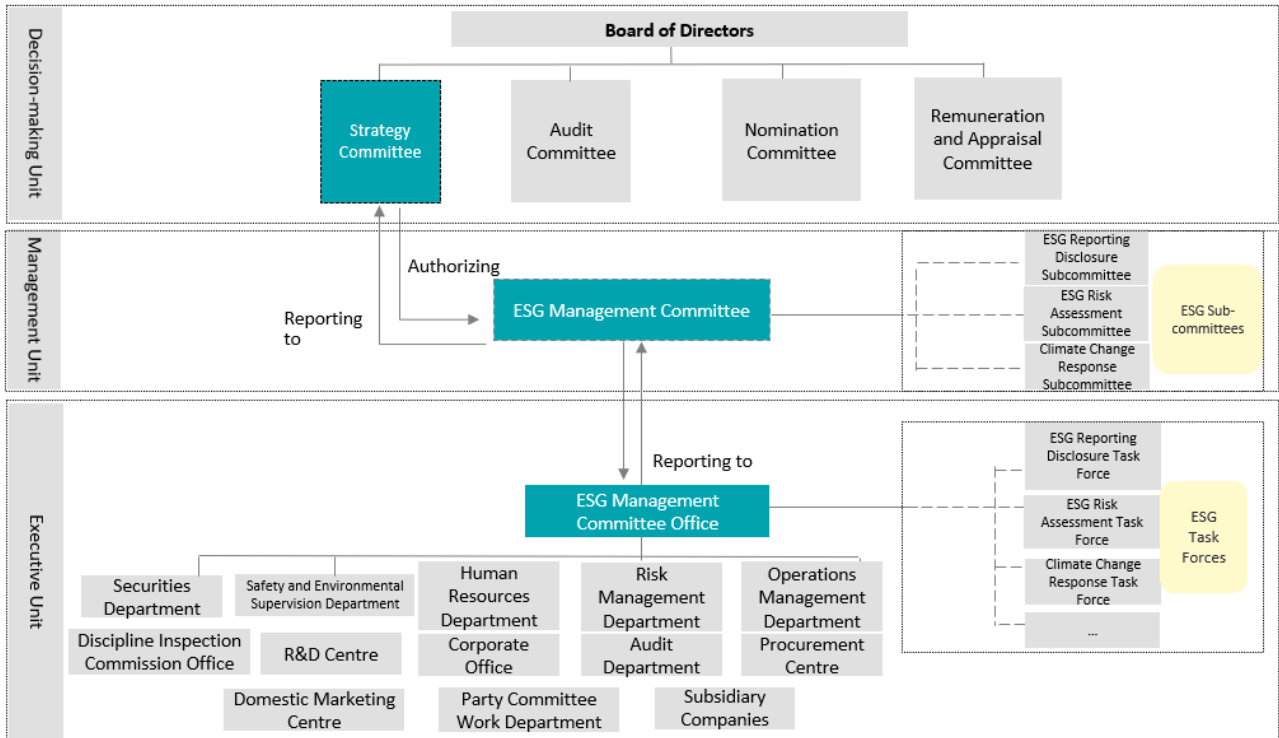 Decision-making Unit
Board of Directors
Strategy
Committee
Audit
Committee
Nomination
Committee
Remuneration
and Appraisal
Committee
Management Unit
Authorizing
Reporting
to
ESG Management Committee
ESG Reporting
Disclosure
Subcommittee
ESG Risk
Assessment
Subcommittee
Climate Change
Response
Subcommittee
ESG Sub-
committees
Executive Unit
Reporting to
ESG Management
Committee Office
ESG Reporting
Disclosure Task
Force
ESG Risk
Assessment Task
Force
Climate Change
Response Task
Force
...
ESG
Task
Forces
Securities
Department
Safety and Environmental
Supervision Department
Human
Resources
Department
Risk
Management
Department
Operations
Management
Department
Discipline Inspection
Commission Office
R&D Centre
Corporate
Office
Audit
Department
Procurement
Centre
Domestic Marketing
Centre
Party Committee
Work Department
Subsidiary
Companies